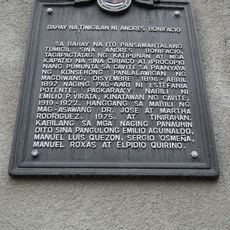 BAHAY NA TINIGILAN NI ANDRES BONIFACIO
SA BAHAY NA ITO PANSAMANTALANG
TUMIGIL SINA ANDRES BONIFACIO,
TAGAPAGTATAG NG KATIPUNAN, AT MGA
KAPATID NA SINA CIRIACO AT PROCOPIO
NANG PUMUNTA SA CAVITE SA PAANYAYA
NG KONSEHONG PANLALAWIGAN NG
MAGDIWANG, DISYEMBRE 1896-ABRIL
1897. NAGING PAG-AARI NI ESTEFANIA
POTENTE, PAGKARAA'Y NABILI NI
EMILIO P. VIRATA, KINATAWAN NG CAVITE,
1919-1922. HANGGANG SA MABILI NG
MAG-ASAWANG DR. JOSE AT MARTHA
RODRIGUEZ, 1975, AT TINIRAHAN.
KABILANG SA MGA NAGING PANAUHIN
DITO SINA PANGULONG EMILIO AGUINALDO,
MANUEL LUIS QUEZON, SERGIO OSMEÑA,
MANUEL ROXAS AT ELPIDIO QUIRINO.